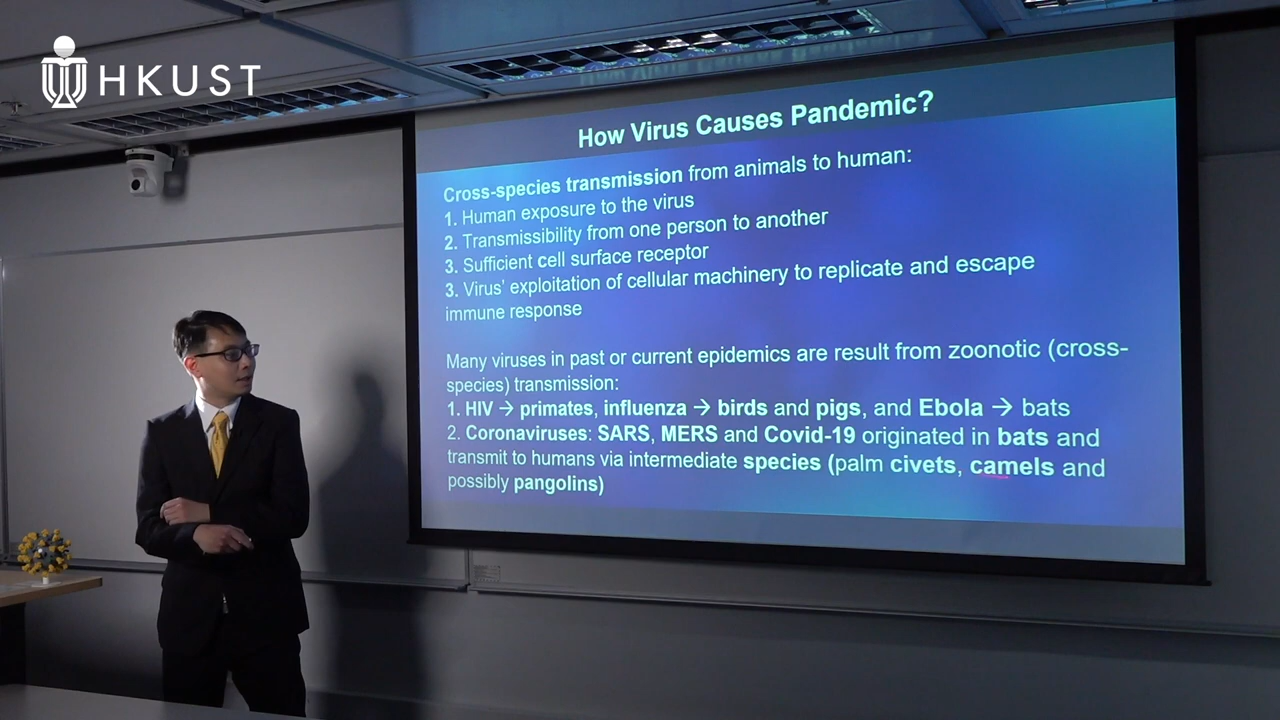 HKUST
How Virus Causes Pandemic?
Cross-species transmission from animals to human:
1. Human exposure to the virus
2. Transmissibility from one person to another
3. Sufficient cell surface receptor
3. Virus' exploitation of cellular machinery to replicate and escape
immune response
Many viruses in past or current epidemics are result from zoonotic (cross-
species) transmission:
1. HIV → primates, influenza → birds and pigs, and Ebola → bats
2. Coronaviruses: SARS, MERS and Covid-19 originated in bats and
transmit to humans via intermediate species (palm civets, camels and
possibly pangolins)